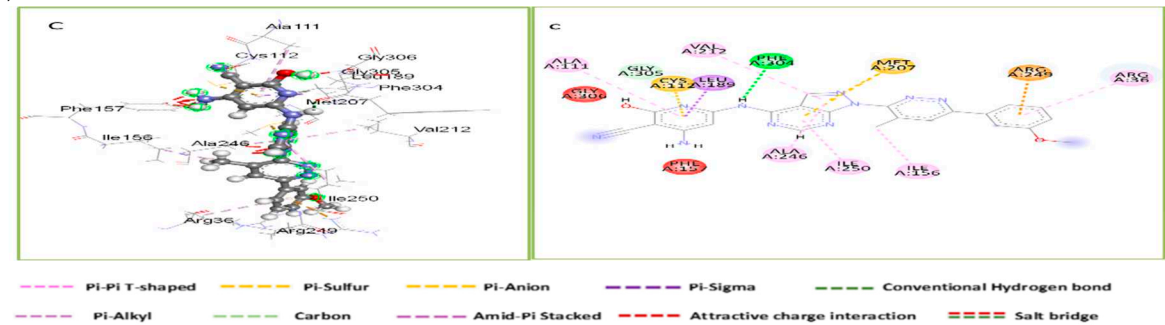 C
Ala111
Cys112
Gly306
Gly305
Leu189
Phe304
Phe157
Met207
Ile156
Ala246
Val212
Ile250
Arg36
Arg249
C
VAL
A:212
PHE
A:304
ALA
A:111
GLY
A:305
CYS
A:112
LEU
A:189
MET
A:207
ARG
A:249
ARG
A:36
GLY
A:306
H
O
H
N
N
N
N
N
N
N
H
N
H
H
O
PHE
A:157
ALA
A:246
ILE
A:250
ILE
A:156
Pi-Pi T-shaped
Pi-Sulfur
Pi-Anion
Pi-Sigma
Conventional Hydrogen bond
Pi-Alkyl
Carbon
Amid-Pi Stacked
Attractive charge interaction
Salt bridge